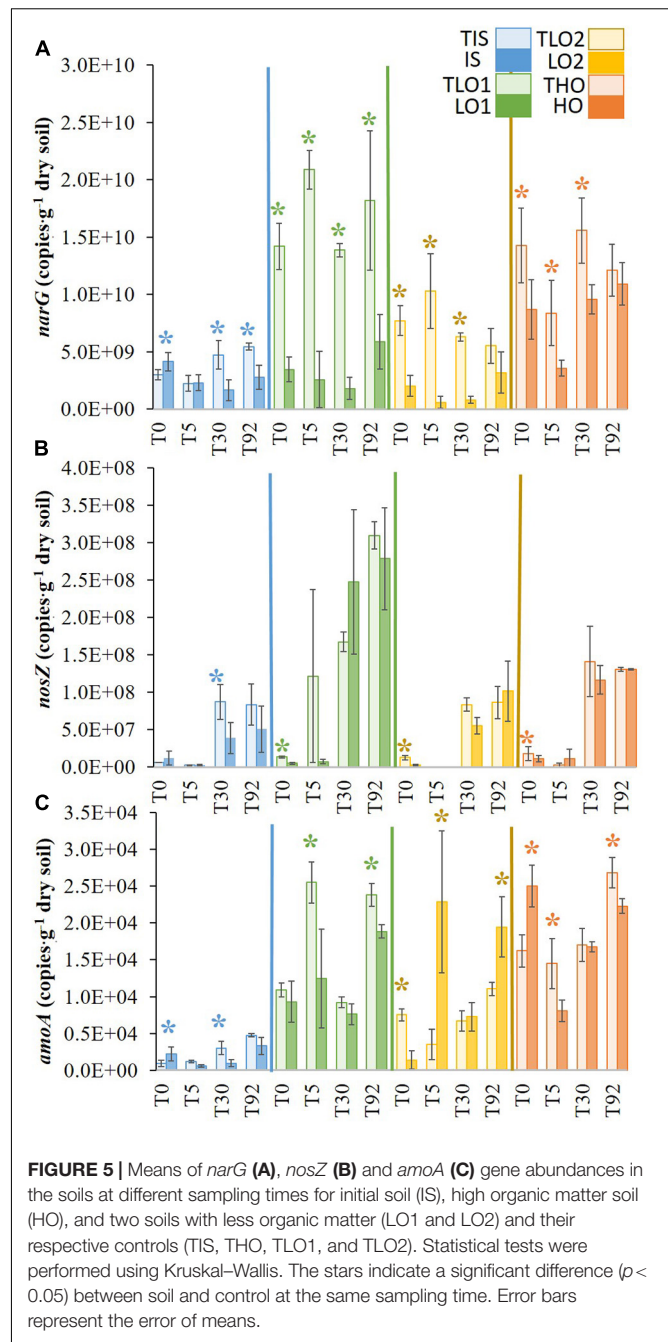 A
TIS
IS
TLO1
LO1
TLO2
LO2
THO
HO
narG (copies·g⁻¹ dry soil)
3.0E+10
2.5E+10
2.0E+10
1.5E+10
1.0E+10
5.0E+09
0.0E+00
* * * * * * * * * * * * *
T0 T5 T30 T92 T0 T5 T30 T92 T0 T5 T30 T92 T0 T5 T30 T92
B
nosZ (copies·g⁻¹ dry soil)
4.0E+08
3.5E+08
3.0E+08
2.5E+08
2.0E+08
1.5E+08
1.0E+08
5.0E+07
0.0E+00
* * * *
T0 T5 T30 T92 T0 T5 T30 T92 T0 T5 T30 T92 T0 T5 T30 T92
C
amoA (copies·g⁻¹ dry soil)
3.5E+04
3.0E+04
2.5E+04
2.0E+04
1.5E+04
1.0E+04
5.0E+03
0.0E+00
* * * * * * * * * *
T0 T5 T30 T92 T0 T5 T30 T92 T0 T5 T30 T92 T0 T5 T30 T92
FIGURE 5 | Means of narG (A), nosZ (B) and amoA (C) gene abundances in
the soils at different sampling times for initial soil (IS), high organic matter soil
(HO), and two soils with less organic matter (LO1 and LO2) and their
respective controls (TIS, THO, TLO1, and TLO2). Statistical tests were
performed using Kruskal–Wallis. The stars indicate a significant difference (p <
0.05) between soil and control at the same sampling time. Error bars
represent the error of means.